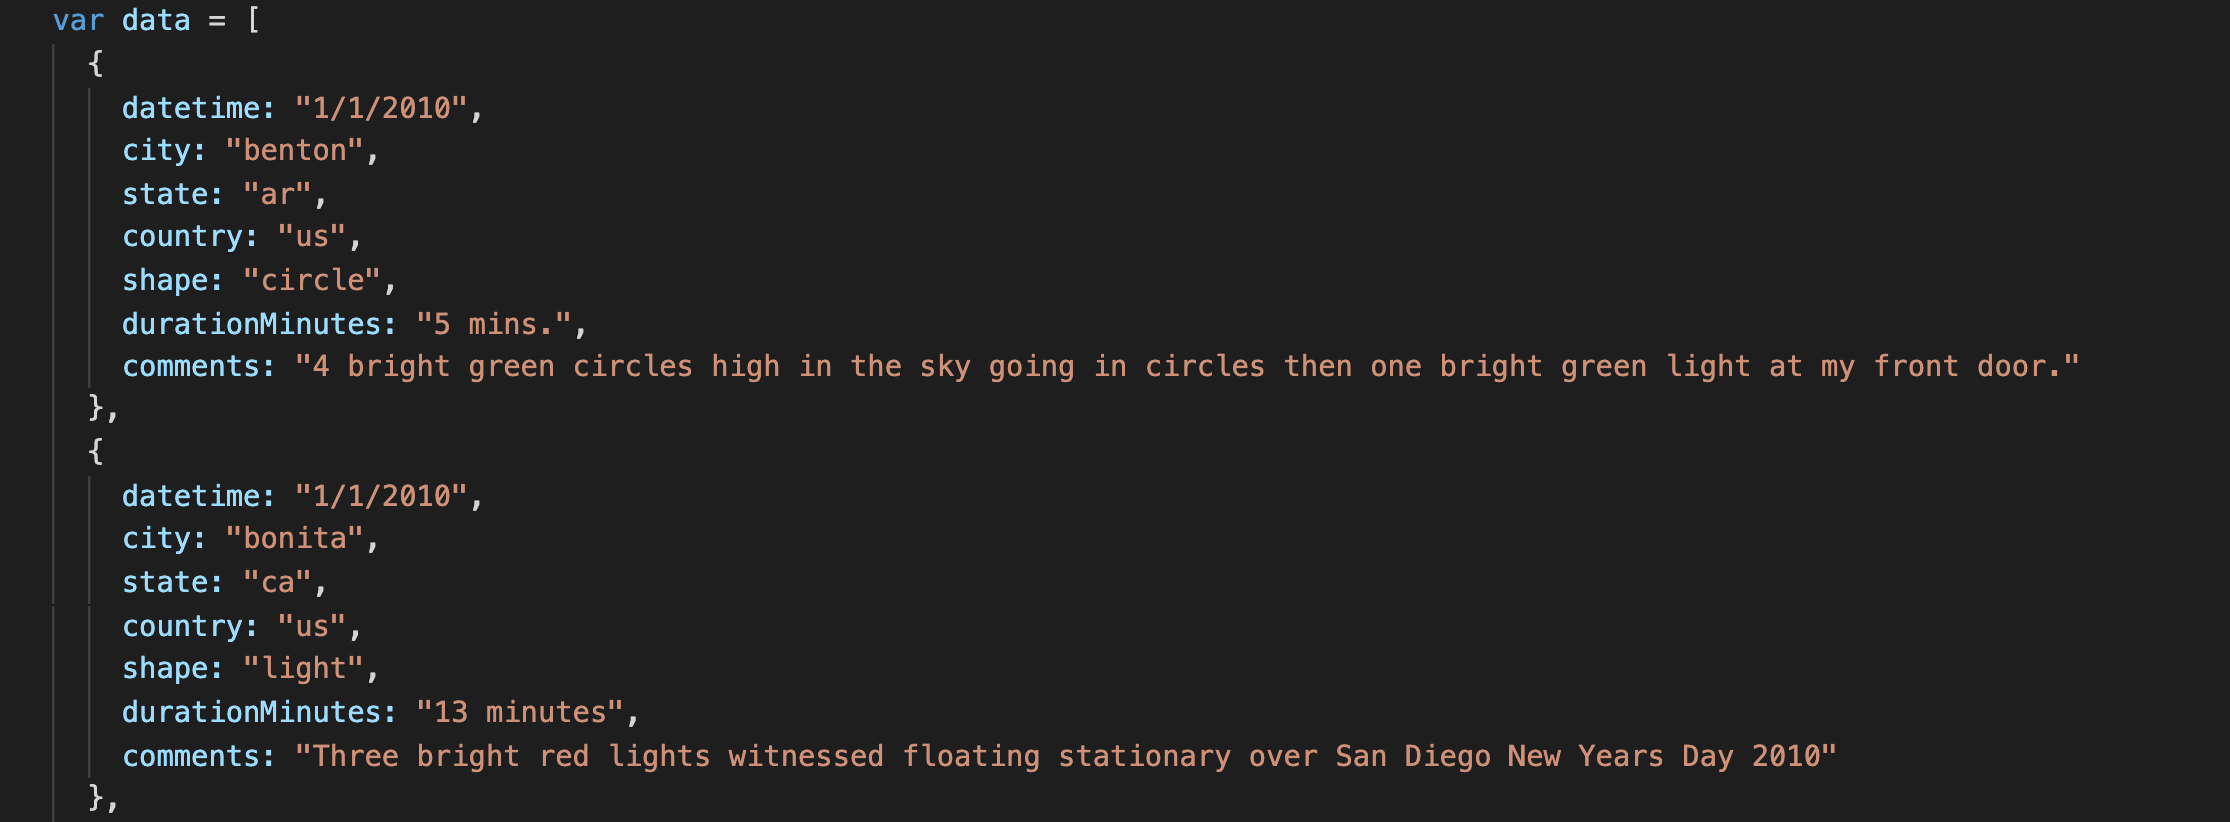 var data = [
{
datetime: "1/1/2010",
city: "benton",
state: "ar",
country: "us",
shape: "circle",
durationMinutes: "5 mins.",
comments: "4 bright green circles high in the sky going in circles then one bright green light at my front door."
},
{
datetime: "1/1/2010",
city: "bonita",
state: "ca",
country: "us",
shape: "light",
durationMinutes: "13 minutes",
comments: "Three bright red lights witnessed floating stationary over San Diego New Years Day 2010"
},